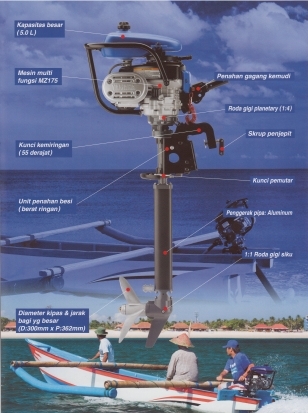 Kapasitas besar
(5.0 L)
Mesin multi
fungsi MZ175
Penahan gagang kemudi
Roda gigi planetary (1:4)
Skrup penjepit
Kunci kemiringan
(55 derajat)
Kunci pemutar
Unit penahan besi
(berat ringan)
Penggerak pipa: Aluminum
1:1 Roda gigi siku
Diameter kipas & jarak
bagi yg besar
(D:300mm x P:362mm)